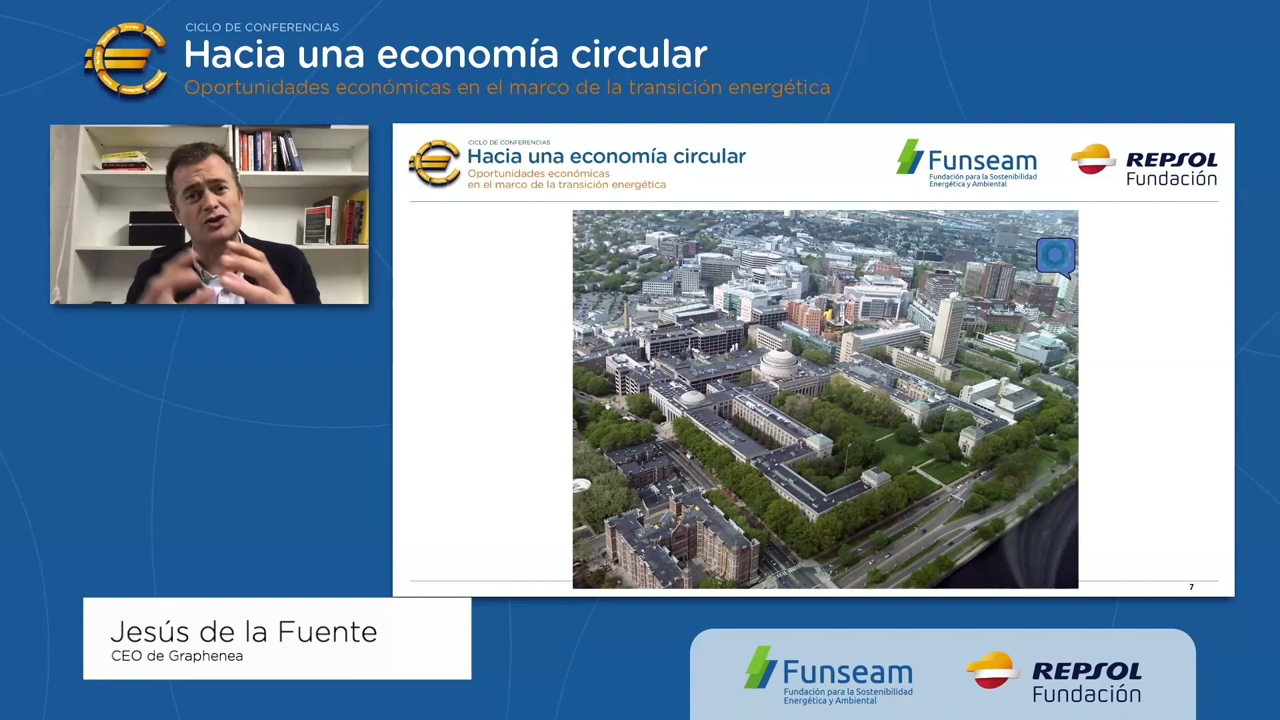 CICLO DE CONFERENCIAS
Hacia una economía circular
Oportunidades económicas en el marco de la transición energética
CICLO DE CONFERENCIAS
Hacia una economía circular
Oportunidades económicas
en el marco de la transición energética
Funseam
Fundación para la Sostenibilidad
Energética y Ambiental
REPSOL
Fundación
7
Jesús de la Fuente
CEO de Graphenea
Funseam
Fundación para la Sostenibilidad
Energética y Ambiental
REPSOL
Fundación